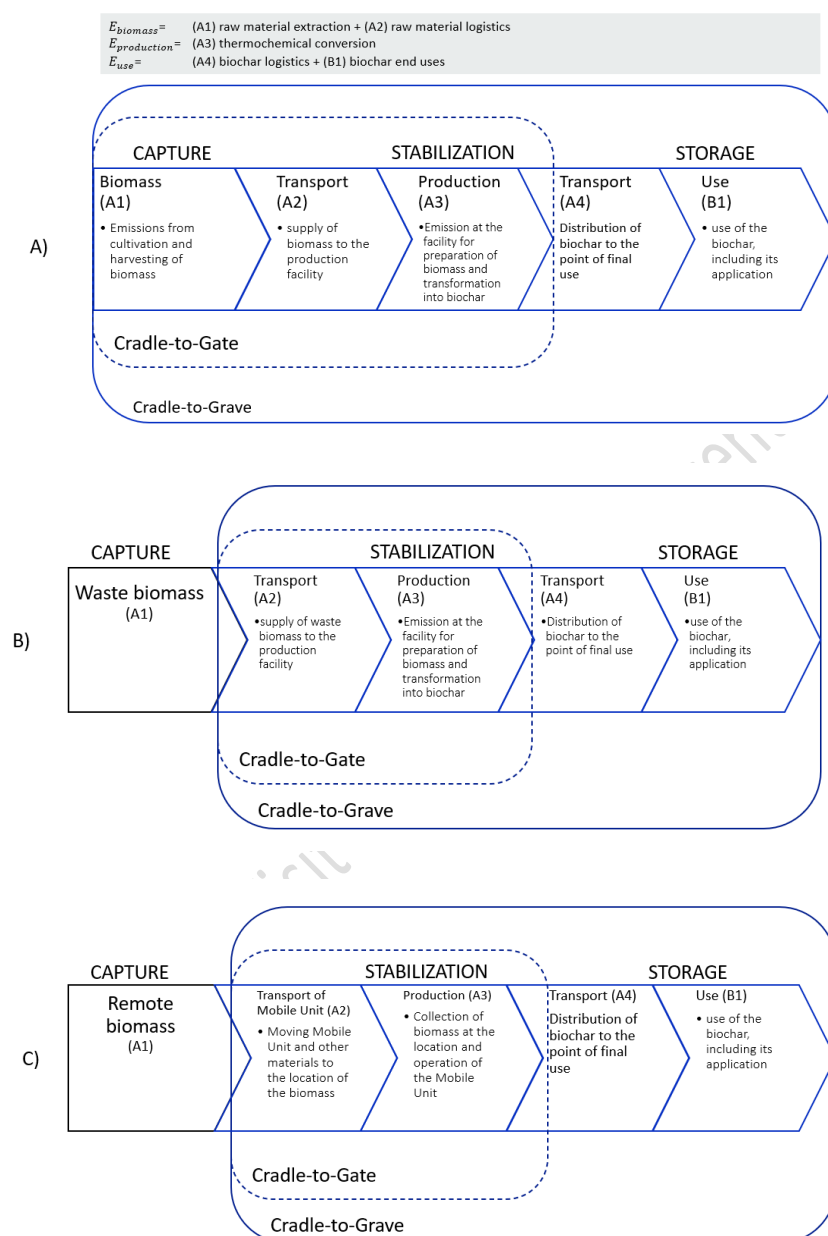 E_biomass= (A1) raw material extraction + (A2) raw material logistics
E_production= (A3) thermochemical conversion
E_use= (A4) biochar logistics + (B1) biochar end uses
CAPTURE STABILIZATION STORAGE
A)
Biomass
(A1)
• Emissions from
cultivation and
harvesting of
biomass
Transport
(A2)
• supply of
biomass to the
production
facility
Production
(A3)
• Emission at the
facility for
preparation of
biomass and
transformation
into biochar
Transport
(A4)
Distribution of
biochar to the
point of final
use
Use
(B1)
• use of the
biochar,
including its
application
Cradle-to-Gate
Cradle-to-Grave
CAPTURE STABILIZATION STORAGE
B)
Waste biomass
(A1)
Transport
(A2)
•supply of waste
biomass to the
production
facility
Production
(A3)
•Emission at the
facility for
preparation of
biomass and
transformation
into biochar
Transport
(A4)
•Distribution of
biochar to the
point of final use
Use
(B1)
•use of the
biochar,
including its
application
Cradle-to-Gate
Cradle-to-Grave
CAPTURE STABILIZATION STORAGE
C)
Remote
biomass
(A1)
Transport of
Mobile Unit (A2)
• Moving Mobile
Unit and other
materials to
the location of
the biomass
Production (A3)
• Collection of
biomass at the
location and
operation of
the Mobile
Unit
Transport (A4)
Distribution of
biochar to the
point of final
use
Use (B1)
• use of the
biochar,
including its
application
Cradle-to-Gate
Cradle-to-Grave